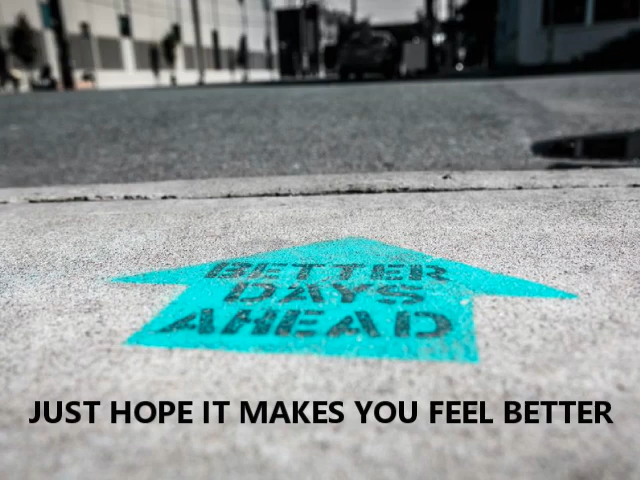 BETTER
DAYS
AHEAD
JUST HOPE IT MAKES YOU FEEL BETTER